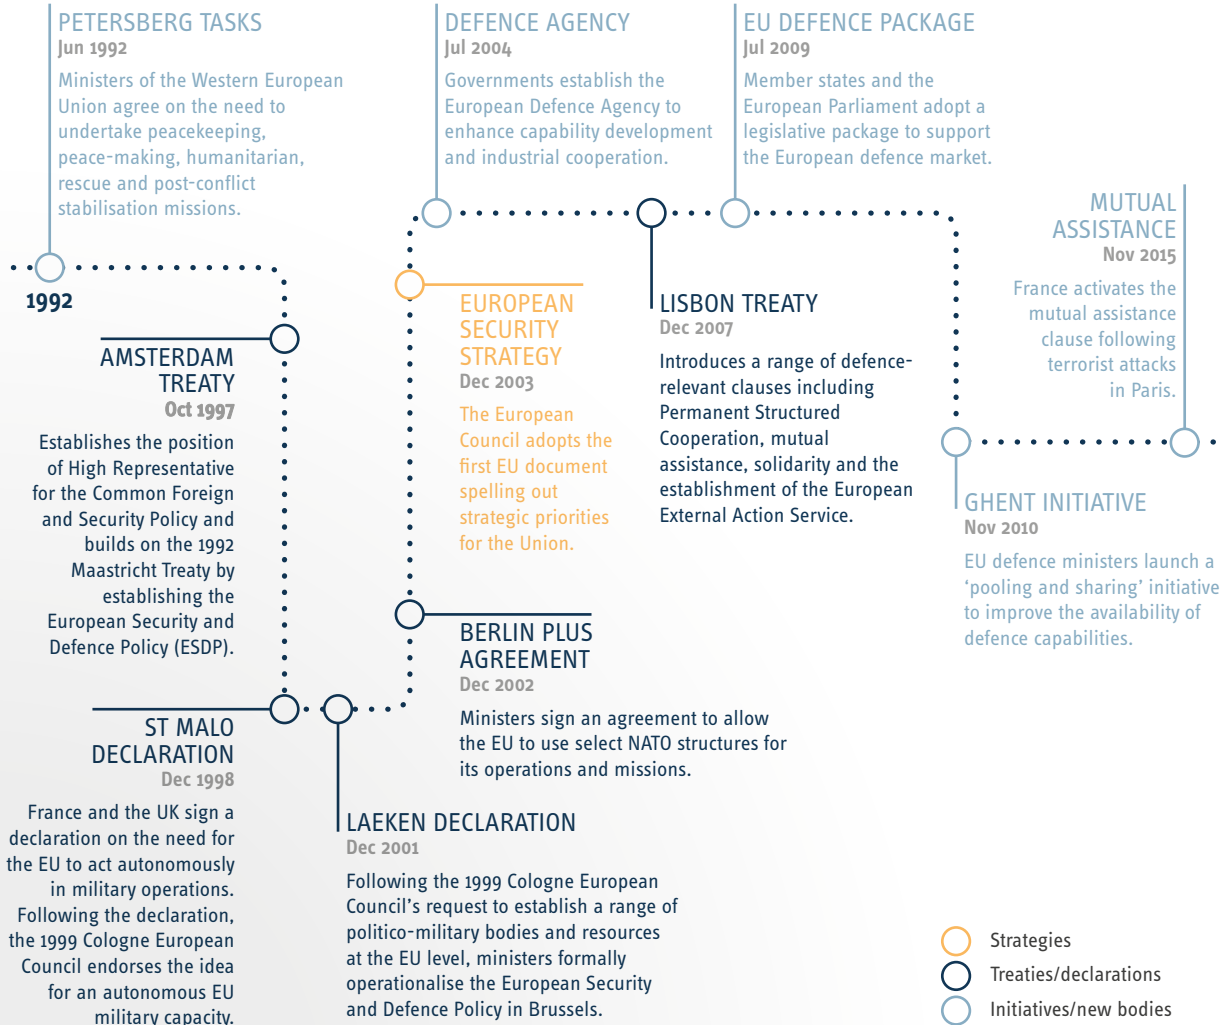 PETERSBERG TASKS
Jun 1992
Ministers of the Western European
Union agree on the need to
undertake peacekeeping,
peace-making, humanitarian,
rescue and post-conflict
stabilisation missions.
1992
AMSTERDAM
TREATY
Oct 1997
Establishes the position
of High Representative
for the Common Foreign
and Security Policy and
builds on the 1992
Maastricht Treaty by
establishing the
European Security and
Defence Policy (ESDP).
ST MALO
DECLARATION
Dec 1998
France and the UK sign a
declaration on the need for
the EU to act autonomously
in military operations.
Following the declaration,
the 1999 Cologne European
Council endorses the idea
for an autonomous EU
military capacity.
LAEKEN DECLARATION
Dec 2001
Following the 1999 Cologne European
Council's request to establish a range of
politico-military bodies and resources
at the EU level, ministers formally
operationalise the European Security
and Defence Policy in Brussels.
BERLIN PLUS
AGREEMENT
Dec 2002
Ministers sign an agreement to allow
the EU to use select NATO structures for
its operations and missions.
EUROPEAN
SECURITY
STRATEGY
Dec 2003
The European
Council adopts the
first EU document
spelling out
strategic priorities
for the Union.
DEFENCE AGENCY
Jul 2004
Governments establish the
European Defence Agency to
enhance capability development
and industrial cooperation.
LISBON TREATY
Dec 2007
Introduces a range of defence-
relevant clauses including
Permanent Structured
Cooperation, mutual
assistance, solidarity and the
establishment of the European
External Action Service.
EU DEFENCE PACKAGE
Jul 2009
Member states and the
European Parliament adopt a
legislative package to support
the European defence market.
GHENT INITIATIVE
Nov 2010
EU defence ministers launch a
'pooling and sharing' initiative
to improve the availability of
defence capabilities.
MUTUAL
ASSISTANCE
Nov 2015
France activates the
mutual assistance
clause following
terrorist attacks
in Paris.
Strategies
Treaties/declarations
Initiatives/new bodies